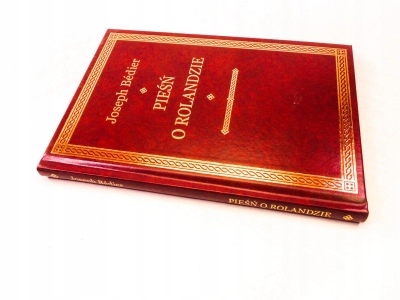 Joseph Bédier
PIEŚŃ
O ROLANDZIE
Joseph Bédier
PIEŚŃ O ROLANDZIE